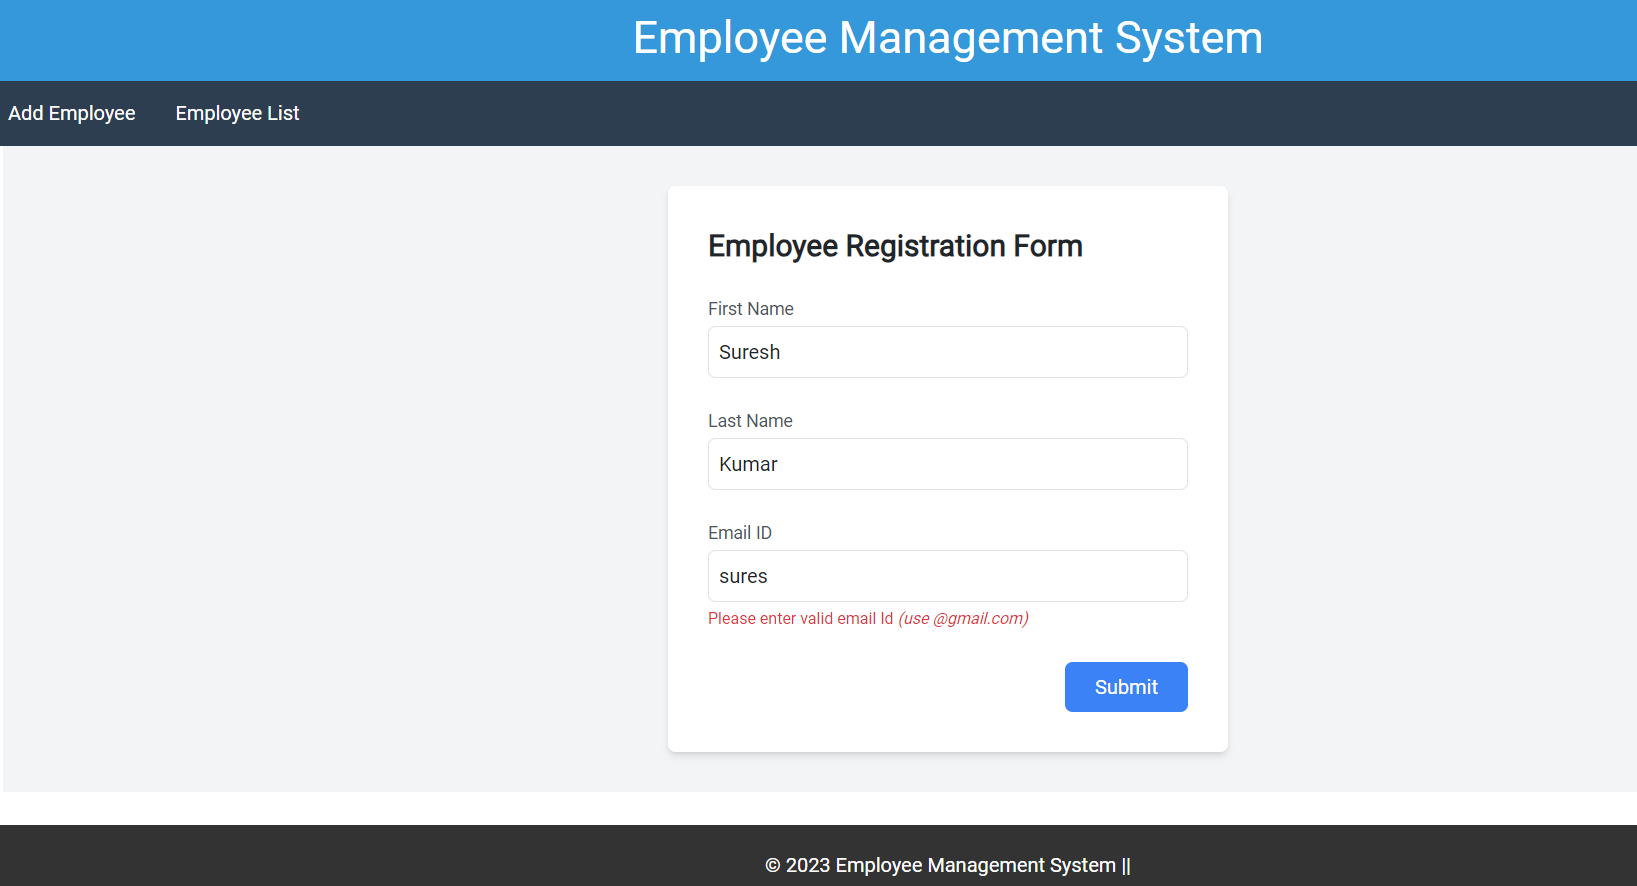 Employee Management System
Add Employee Employee List
Employee Registration Form
First Name
Suresh
Last Name
Kumar
Email ID
sures
Please enter valid email Id (use @gmail.com)
Submit
© 2023 Employee Management System ||